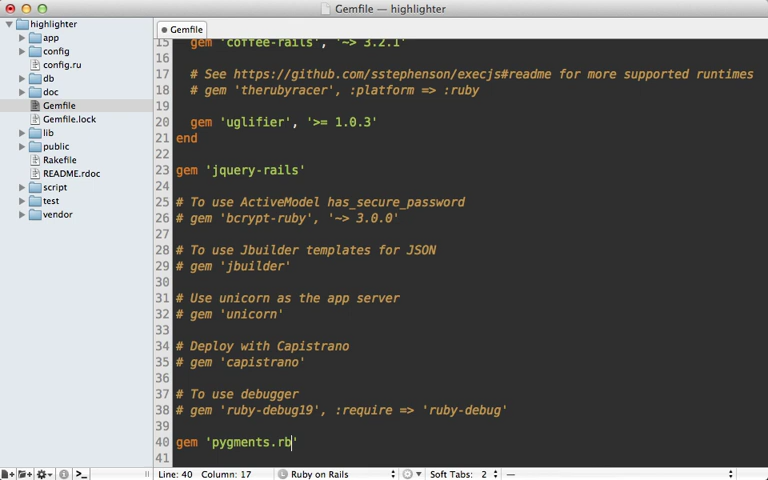 Gemfile — highlighter
highlighter
app
config
config.ru
db
doc
Gemfile
Gemfile.lock
lib
public
Rakefile
README.rdoc
script
test
vendor
Gemfile
15 gem 'coffee-rails', '~> 3.2.1'
16
17 # See https://github.com/sstephenson/execjs#readme for more supported runtimes
18 # gem 'therubyracer', :platform => :ruby
19
20 gem 'uglifier', '>= 1.0.3'
21 end
22
23 gem 'jquery-rails'
24
25 # To use ActiveModel has_secure_password
26 # gem 'bcrypt-ruby', '~> 3.0.0'
27
28 # To use Jbuilder templates for JSON
29 # gem 'jbuilder'
30
31 # Use unicorn as the app server
32 # gem 'unicorn'
33
34 # Deploy with Capistrano
35 # gem 'capistrano'
36
37 # To use debugger
38 # gem 'ruby-debug19', :require => 'ruby-debug'
39
40 gem 'pygments.rb'
41
Line: 40 Column: 17 Ruby on Rails Soft Tabs: 2 —